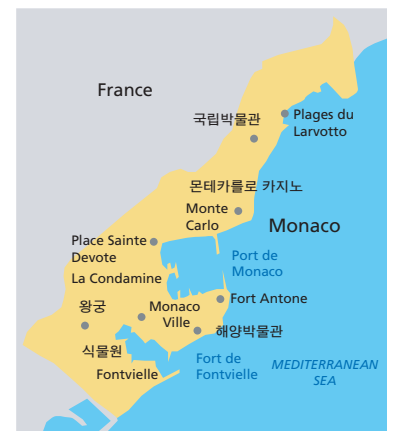 France
국립박물관
Plages du
Larvotto
몬테카를로 카지노
Monte
Carlo
Monaco
Place Sainte
Devote
Port de
Monaco
La Condamine
Fort Antone
왕궁
Monaco
Ville
해양박물관
식물원
Fort de
Fontvielle
Fontvielle
MEDITERRANEAN
SEA